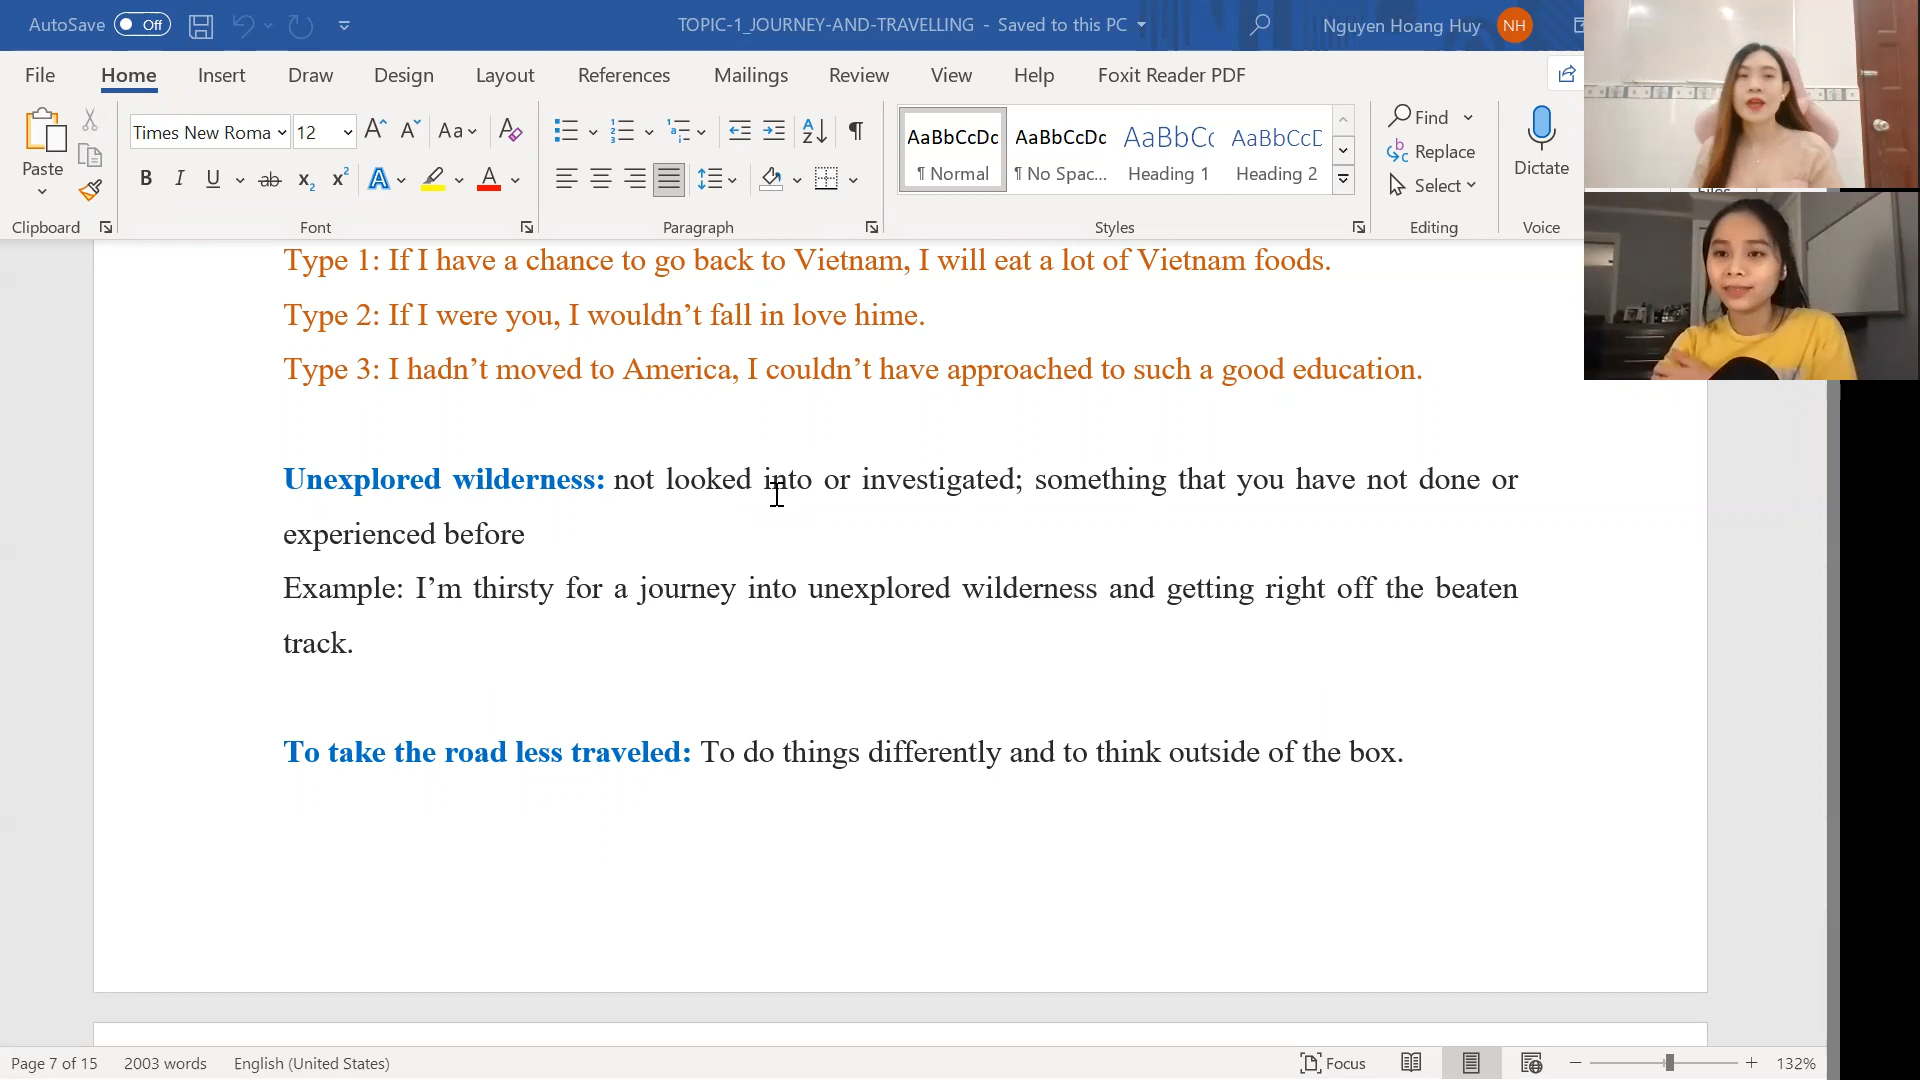 AutoSave Off TOPIC-1_JOURNEY-AND-TRAVELLING - Saved to this PC Nguyen Hoang Huy NH
File Home Insert Draw Design Layout References Mailings Review View Help Foxit Reader PDF
Paste
Times New Roma 12
Aa
AaBbCcDc AaBbCcDc AaBbCc AaBbCcD
¶ Normal ¶ No Spac... Heading 1 Heading 2
Find
Replace
Select
Dictate
Clipboard Font Paragraph Styles Editing Voice
Type 1: If I have a chance to go back to Vietnam, I will eat a lot of Vietnam foods.
Type 2: If I were you, I wouldn’t fall in love hime.
Type 3: I hadn’t moved to America, I couldn’t have approached to such a good education.
Unexplored wilderness: not looked into or investigated; something that you have not done or
experienced before
Example: I’m thirsty for a journey into unexplored wilderness and getting right off the beaten
track.
To take the road less traveled: To do things differently and to think outside of the box.
Page 7 of 15 2003 words English (United States) Focus 132%